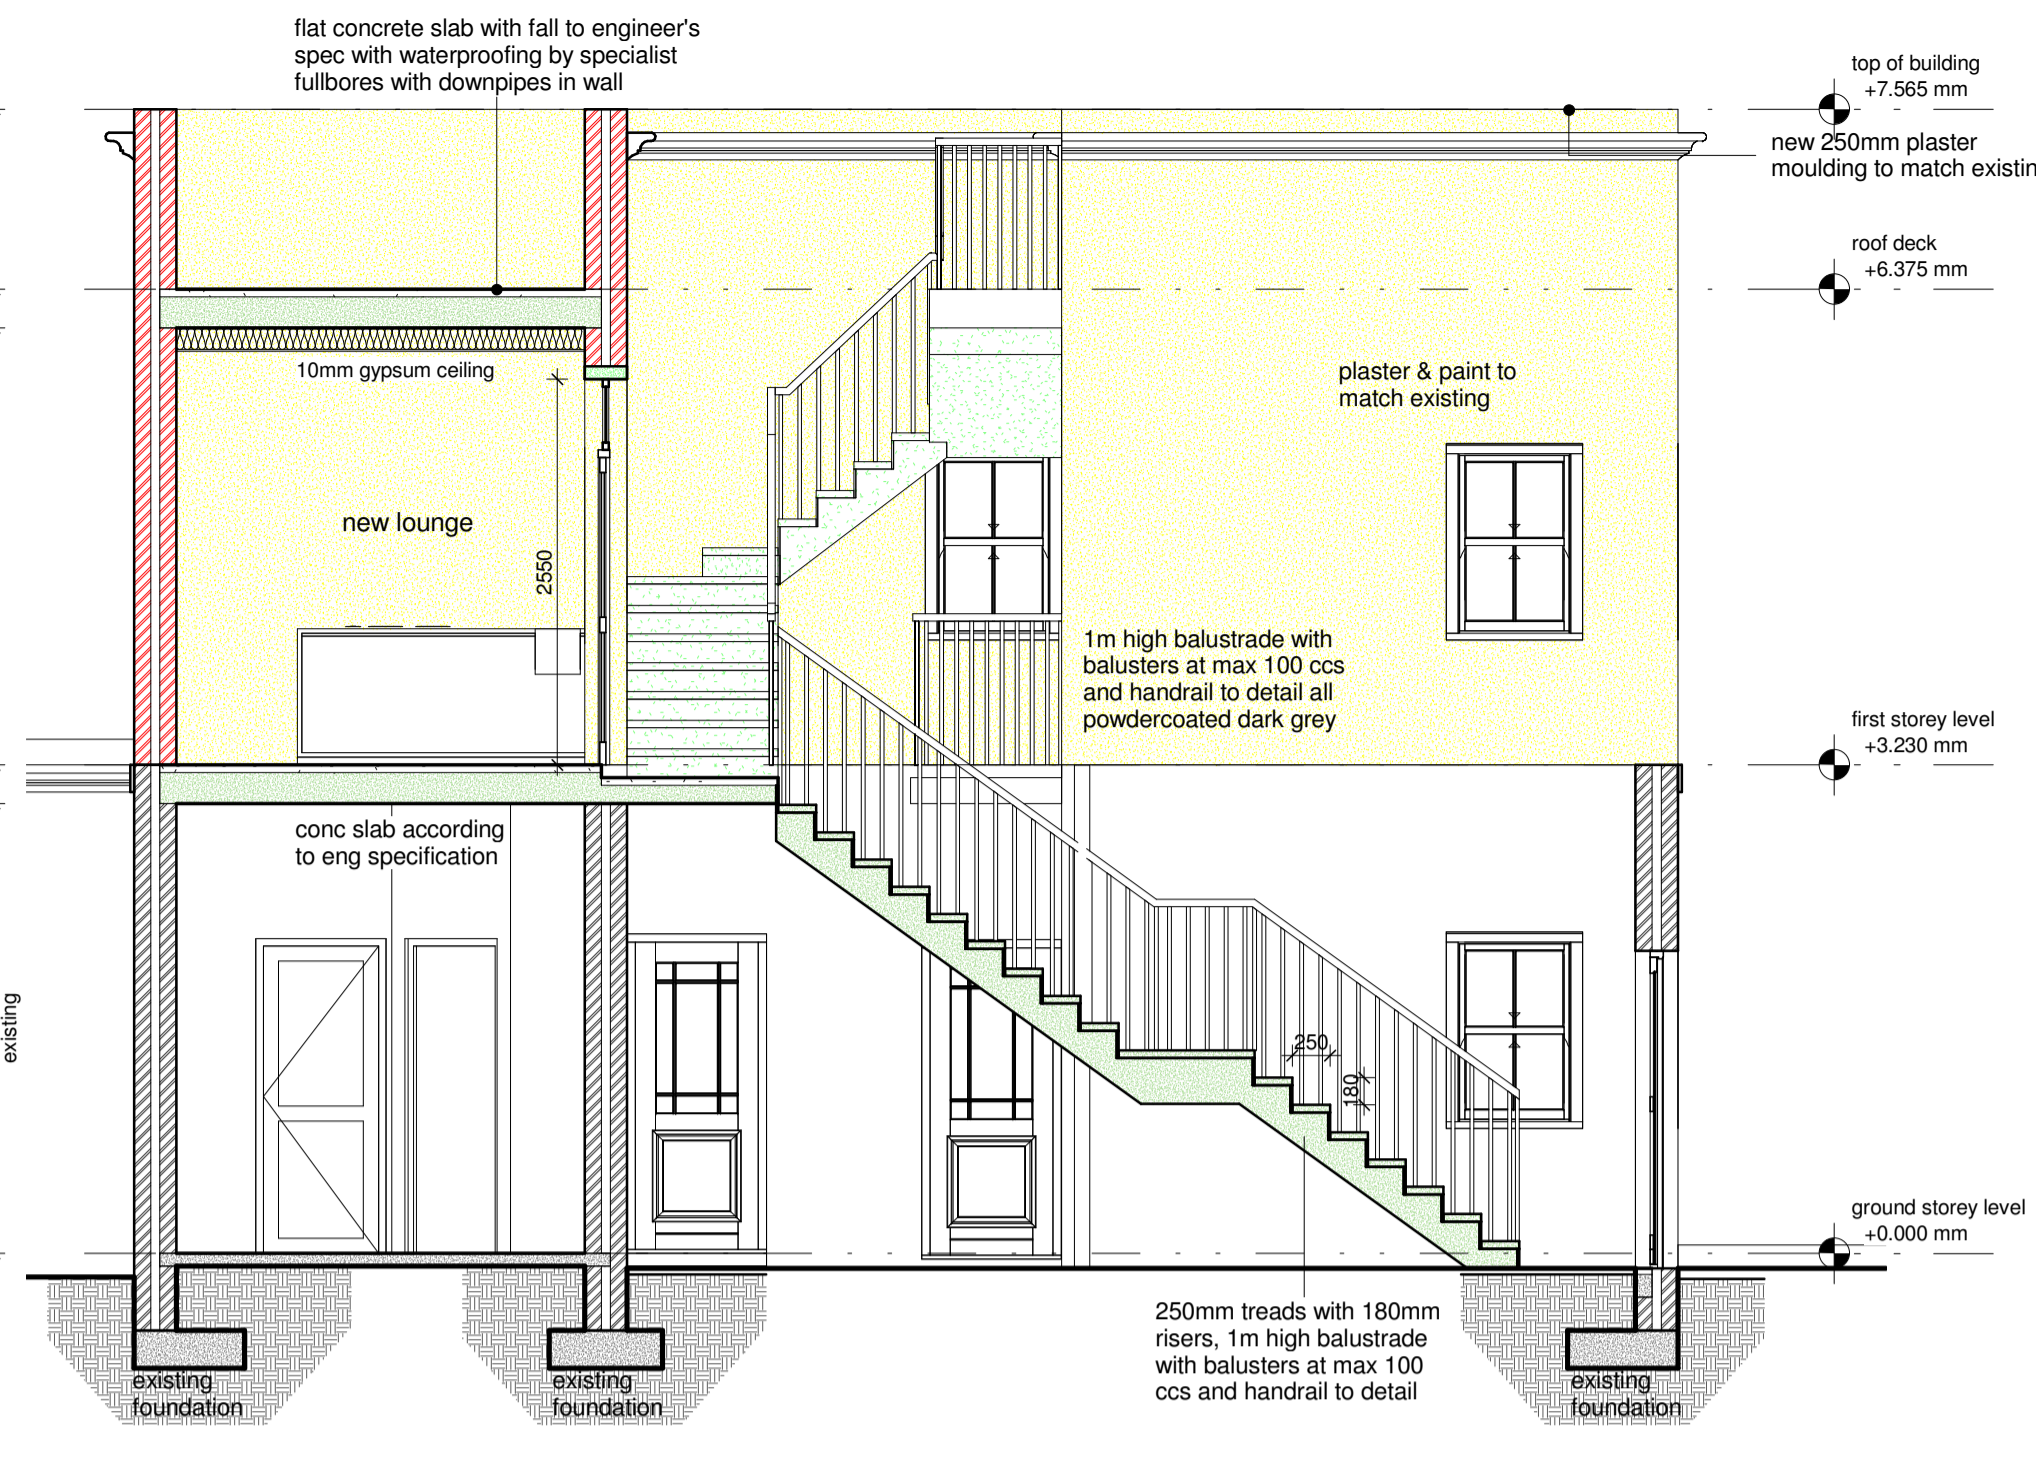 flat concrete slab with fall to engineer's
spec with waterproofing by specialist
fullbores with downpipes in wall
top of building
+7.565 mm
new 250mm plaster
moulding to match existin
roof deck
+6.375 mm
10mm gypsum ceiling
plaster & paint to
match existing
new lounge
2550
1m high balustrade with
balusters at max 100 ccs
and handrail to detail all
powdercoated dark grey
first storey level
+3.230 mm
conc slab according
to eng specification
existing
250
180
ground storey level
+0.000 mm
250mm treads with 180mm
risers, 1m high balustrade
with balusters at max 100
ccs and handrail to detail
existing
foundation
existing
foundation
existing
foundation